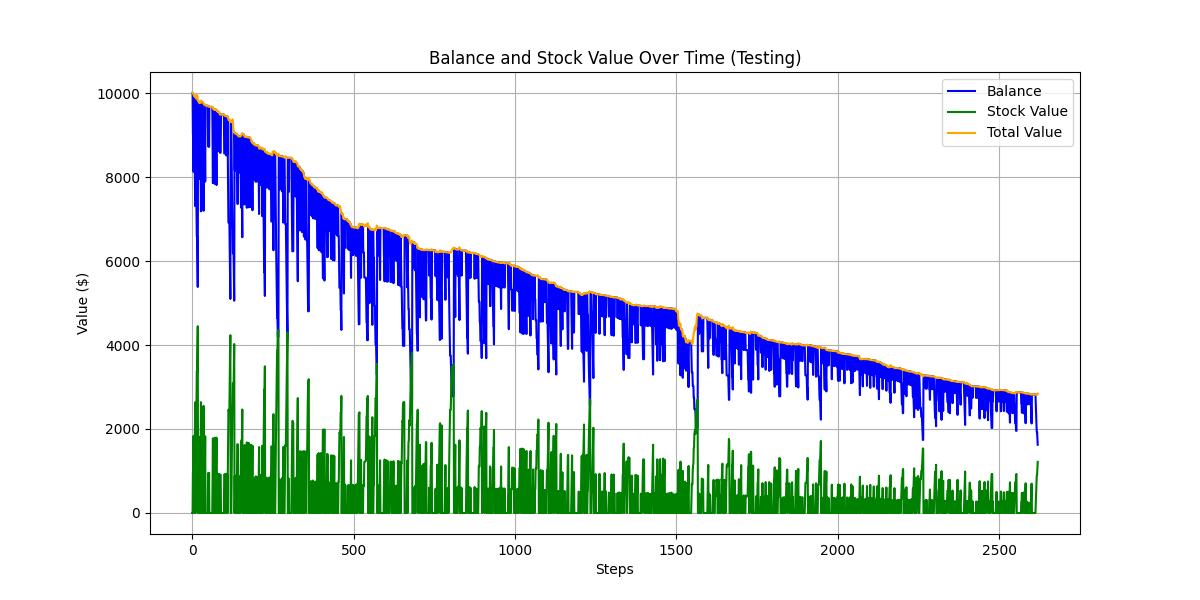 Balance and Stock Value Over Time (Testing)
Balance
Stock Value
Total Value
Value ($)
10000
8000
6000
4000
2000
0
0 500 1000 1500 2000 2500
Steps